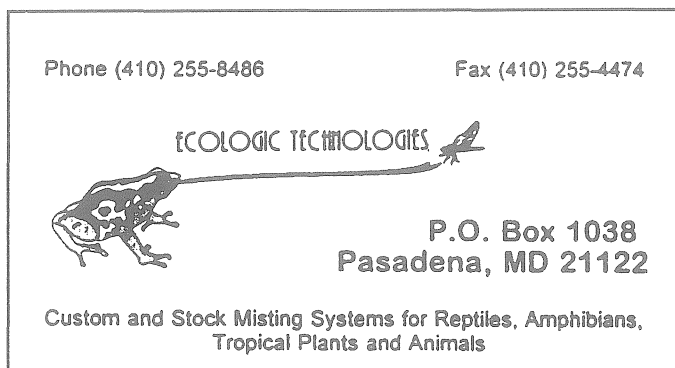 Phone (410) 255-8486 Fax (410) 255-4474
ECOLOGIC TECHNOLOGIES
P.O. Box 1038
Pasadena, MD 21122
Custom and Stock Misting Systems for Reptiles, Amphibians,
Tropical Plants and Animals